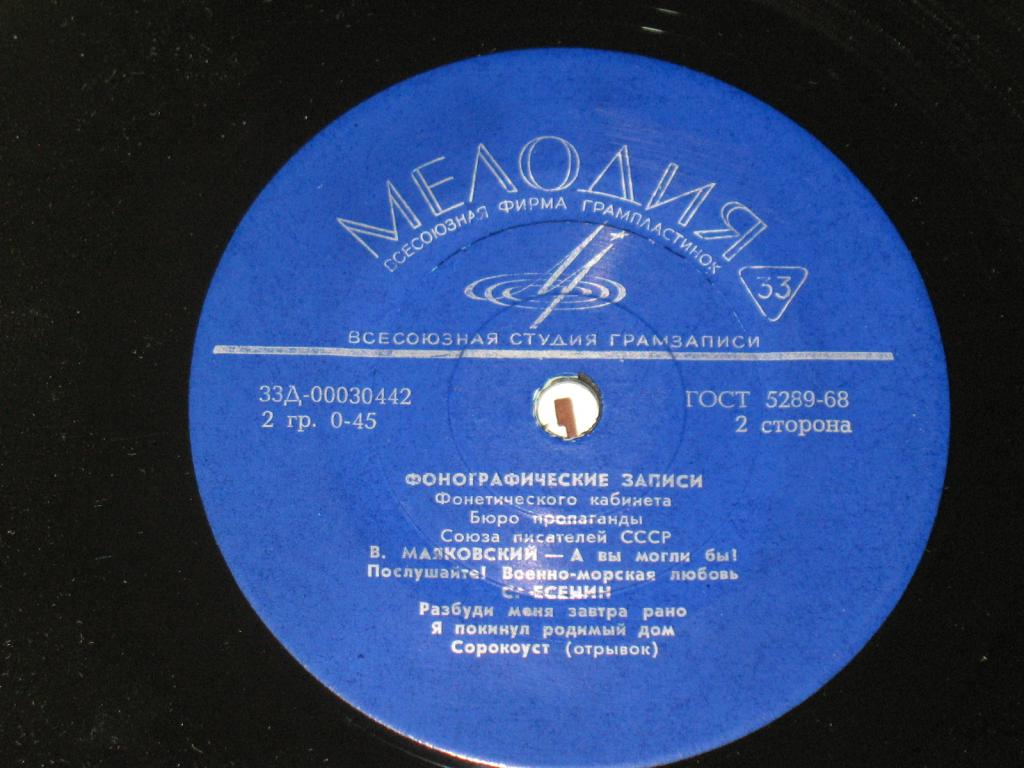 МЕЛОДИЯ
ВСЕСОЮЗНАЯ ФИРМА ГРАМПЛАСТИНОК
33
ВСЕСОЮЗНАЯ СТУДИЯ ГРАМЗАПИСИ
33Д-00030442
2 гр. 0-45
ГОСТ 5289-68
2 сторона
ФОНОГРАФИЧЕСКИЕ ЗАПИСИ
Фонетического кабинета
Бюро пропаганды
Союза писателей СССР
В. МАЯКОВСКИЙ — А вы могли бы!
Послушайте! Военно-морская любовь
С. ЕСЕНИН
Разбуди меня завтра рано
Я покинул родимый дом
Сорокоуст (отрывок)